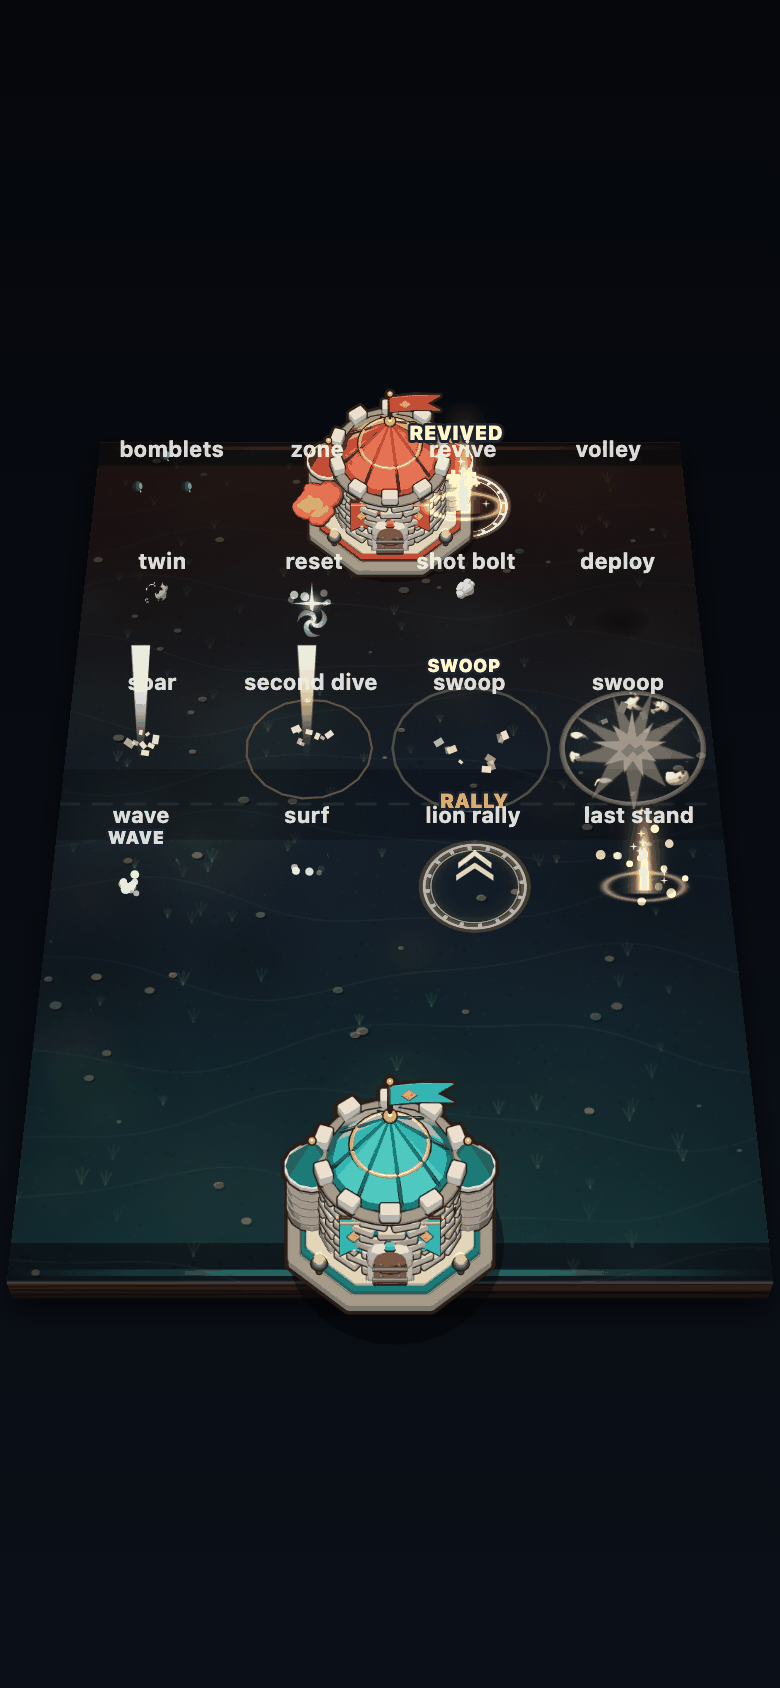 REVIVED
bomblets zone revive volley
twin reset shot bolt deploy
SWOOP
soar second dive swoop swoop
RALLY
wave surf lion rally last stand
WAVE